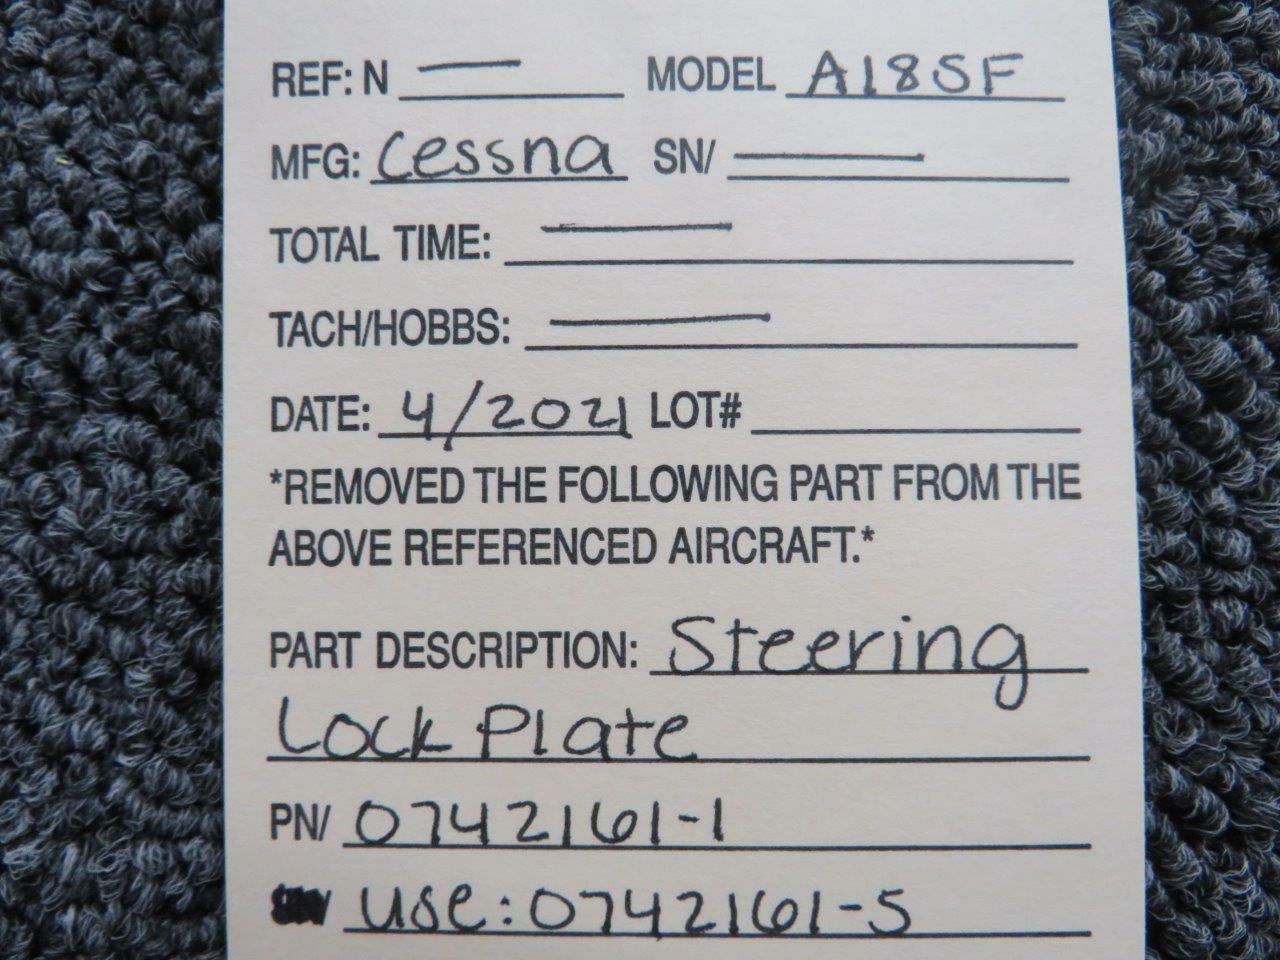 REF: N — MODEL A185F
MFG: Cessna SN/ —
TOTAL TIME: —
TACH/HOBBS: —
DATE: 4/2021 LOT#
*REMOVED THE FOLLOWING PART FROM THE
ABOVE REFERENCED AIRCRAFT.*
PART DESCRIPTION: Steering
Lock Plate
PN/ 0742161-1
use: 0742161-5